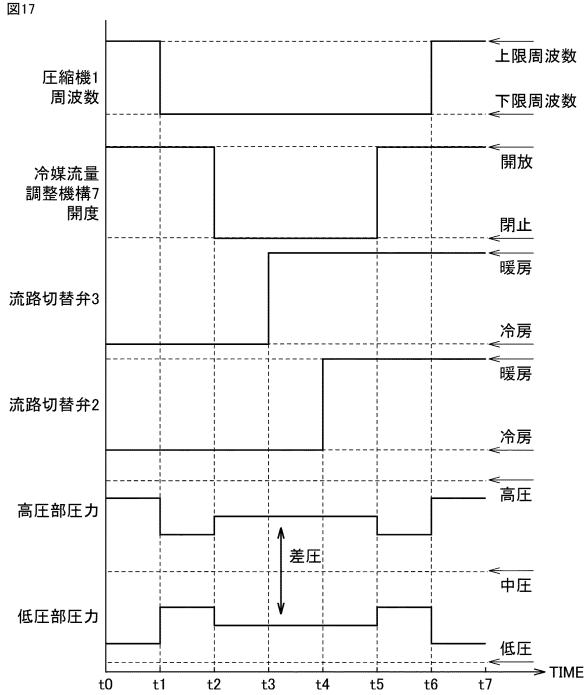 図17
圧縮機1
周波数
上限周波数
下限周波数
冷媒流量
調整機構7
開度
開放
閉止
流路切替弁3
暖房
冷房
流路切替弁2
暖房
冷房
高圧部圧力
高圧
差圧
中圧
低圧部圧力
低圧
t0 t1 t2 t3 t4 t5 t6 t7
TIME